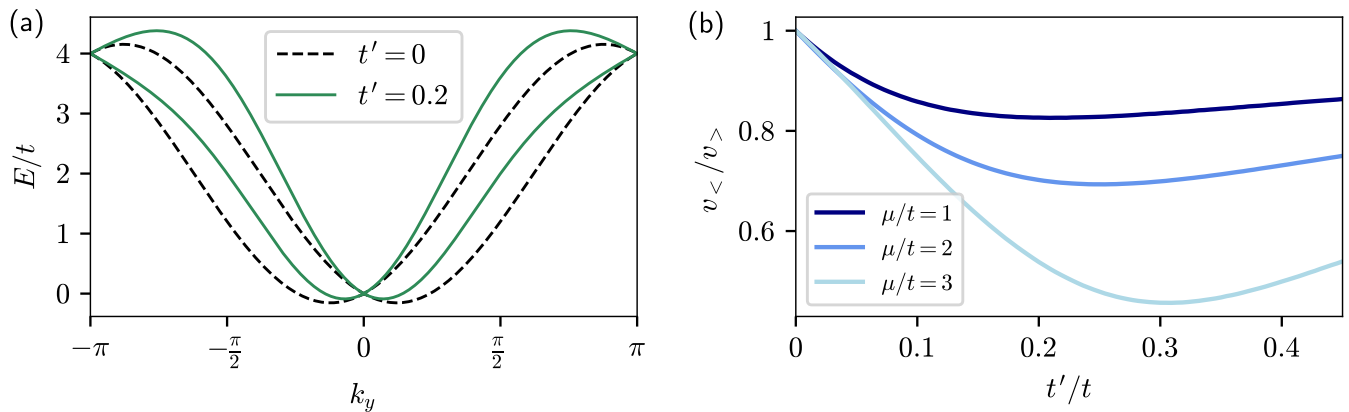 (a)
E/t
4
3
2
1
0
t′ = 0
t′ = 0.2
−π
−π/2
0
π/2
π
k_y
(b)
v_</v_>
1
0.8
0.6
μ/t = 1
μ/t = 2
μ/t = 3
0
0.1
0.2
0.3
0.4
t′/t